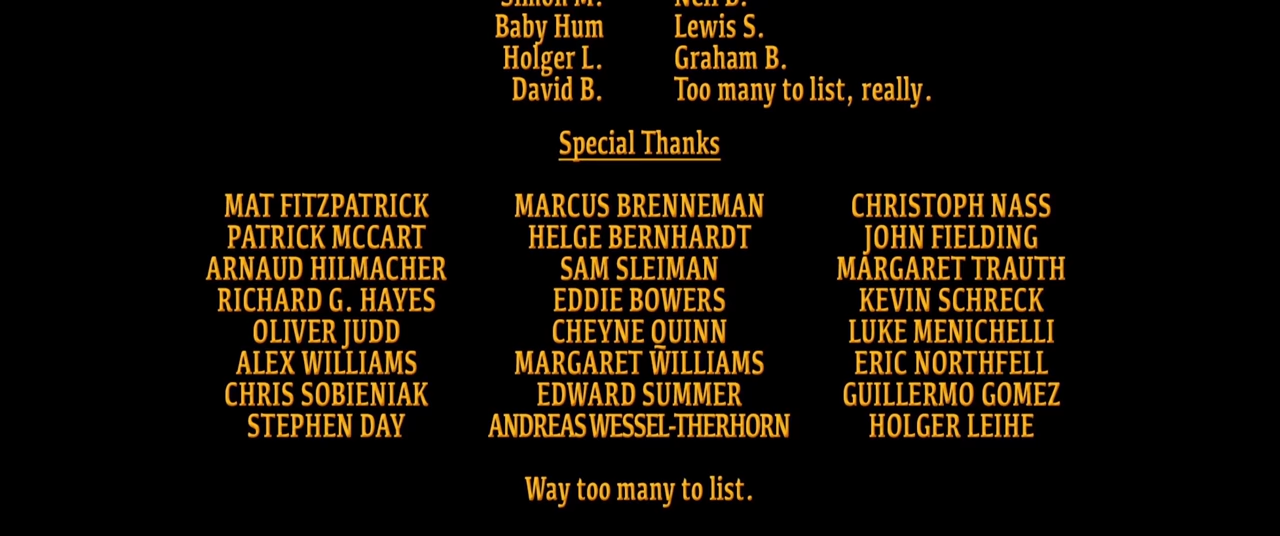 Simon M. Neil B.
Baby Hum Lewis S.
Holger L. Graham B.
David B. Too many to list, really.
Special Thanks
MAT FITZPATRICK MARCUS BRENNEMAN CHRISTOPH NASS
PATRICK MCCART HELGE BERNHARDT JOHN FIELDING
ARNAUD HILMACHER SAM SLEIMAN MARGARET TRAUTH
RICHARD G. HAYES EDDIE BOWERS KEVIN SCHRECK
OLIVER JUDD CHEYNE QUINN LUKE MENICHELLI
ALEX WILLIAMS MARGARET WILLIAMS ERIC NORTHFELL
CHRIS SOBIENIAK EDWARD SUMMER GUILLERMO GOMEZ
STEPHEN DAY ANDREAS WESSEL-THERHORN HOLGER LEIHE
Way too many to list.